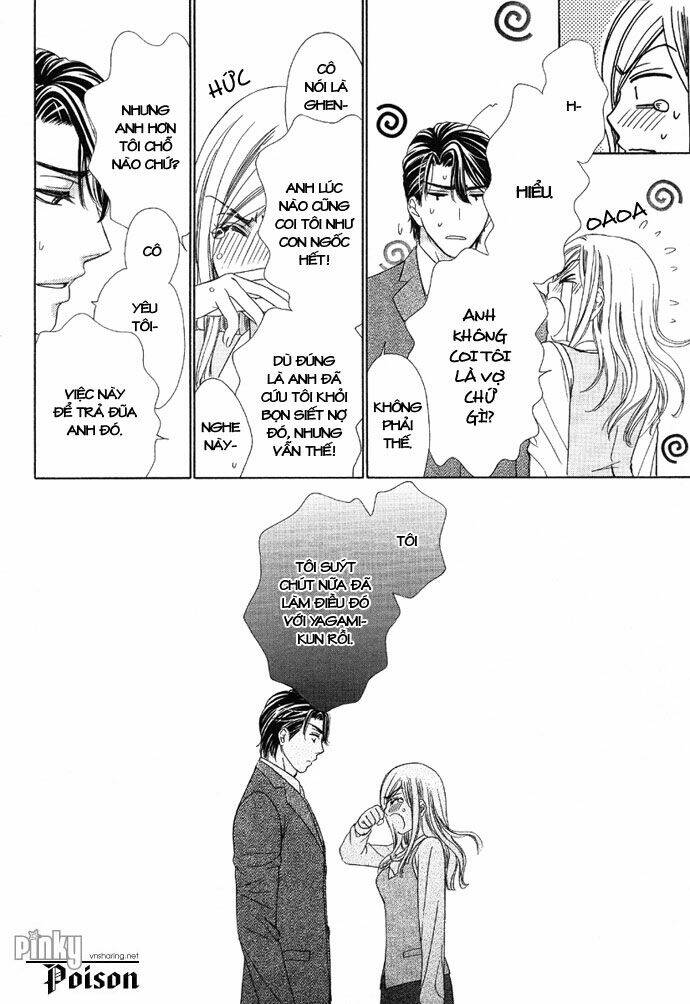 H-
HIỂU.
OAOA
ANH
KHÔNG
COI TÔI
LÀ VỢ
CHỨ
GÌ!?
KHÔNG
PHẢI
THẾ.
CÔ
NÓI LÀ
GHEN-
HỨC
ANH LÚC
NÀO CŨNG
COI TÔI NHƯ
CON NGỐC
HẾT!
DÙ ĐÚNG
LÀ ANH ĐÃ
CỨU TÔI KHỎI
BỌN SIẾT NỢ
ĐÓ, NHƯNG
VẪN THẾ!
NGHE
NÀY-
NHƯNG
ANH HƠN
TÔI CHỖ
NÀO CHỨ?
CÔ
YÊU
TÔI-
VIỆC NÀY
ĐỂ TRẢ ĐŨA
ANH ĐÓ.
TÔI
TÔI SUÝT
CHÚT NỮA ĐÃ
LÀM ĐIỀU ĐÓ
VỚI YAGAMI-
KUN RỒI.
pinky
vnsharing.net
Poison